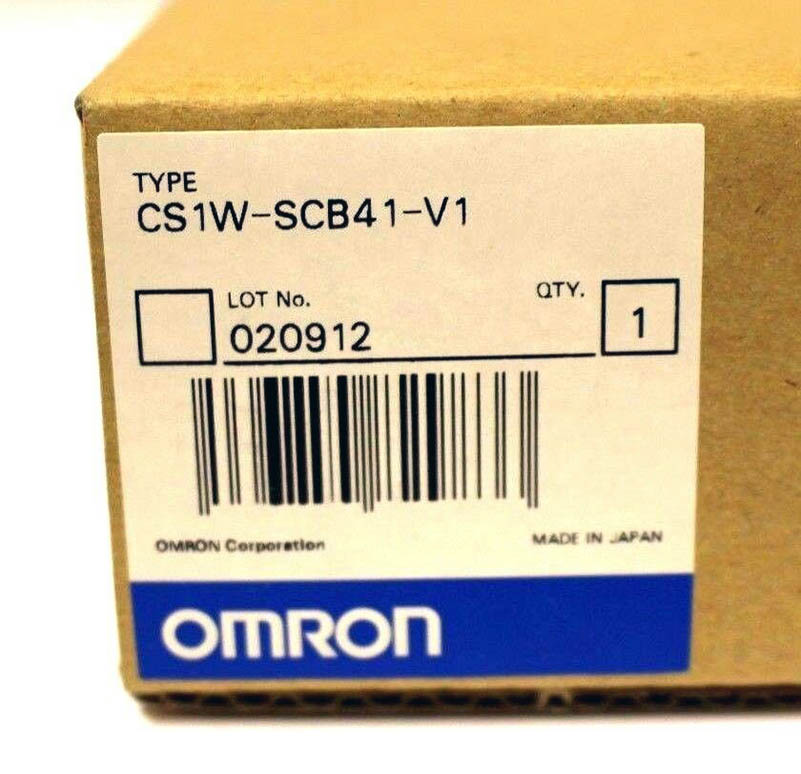 TYPE
CS1W-SCB41-V1
LOT No.
QTY.
020912
1
OMRON Corporation
MADE IN JAPAN
OMRON